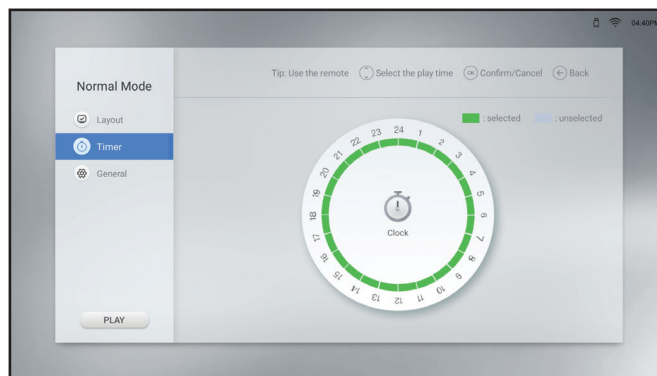 04:40PM
Normal Mode
Tip: Use the remote Select the play time OK Confirm/Cancel Back
Layout
Timer
General
: selected : unselected
24
1
2
3
4
5
6
7
8
9
10
11
12
13
14
15
16
17
18
19
20
21
22
23
Clock
PLAY